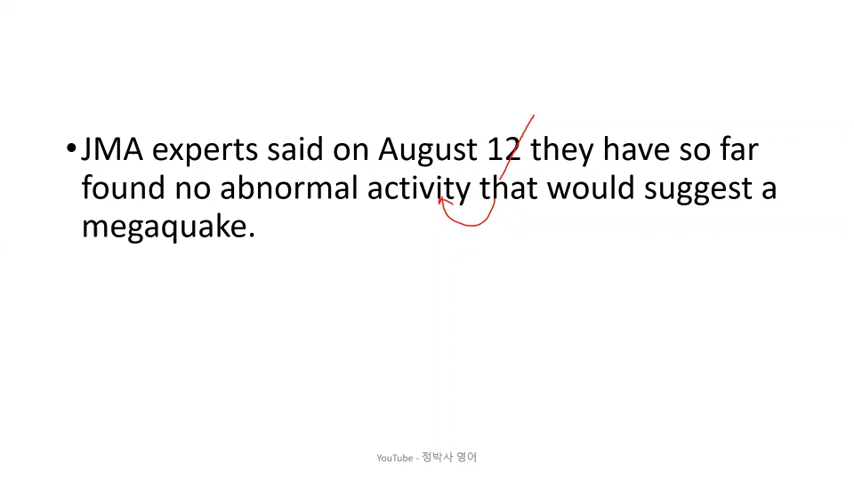 •JMA experts said on August 12 they have so far
found no abnormal activity that would suggest a
megaquake.
YouTube - 정박사 영어